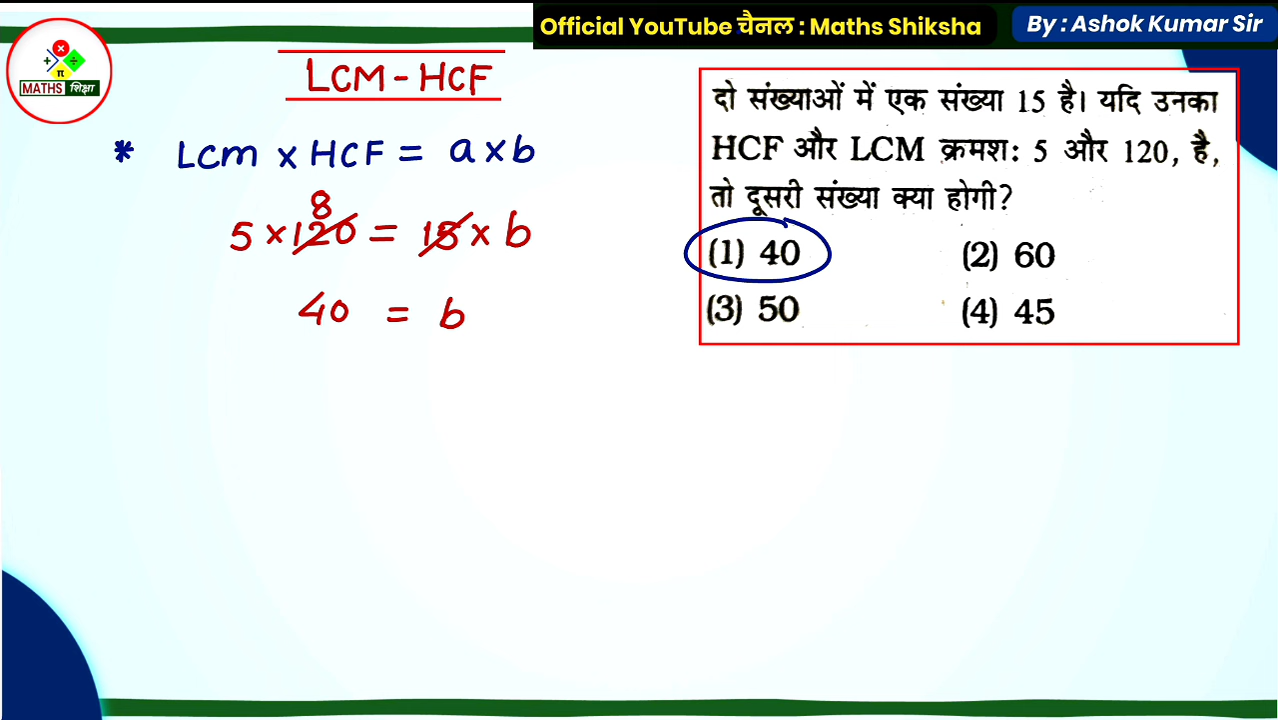 Official YouTube चैनल : Maths Shiksha
By : Ashok Kumar Sir
MATHS शिक्षा
LCM - HCF
* LCM x HCF = a x b
8
5 x 120 = 15 x b
40 = b
दो संख्याओं में एक संख्या 15 है। यदि उनका
HCF और LCM क्रमश: 5 और 120, है,
तो दूसरी संख्या क्या होगी?
(1) 40 (2) 60
(3) 50 (4) 45